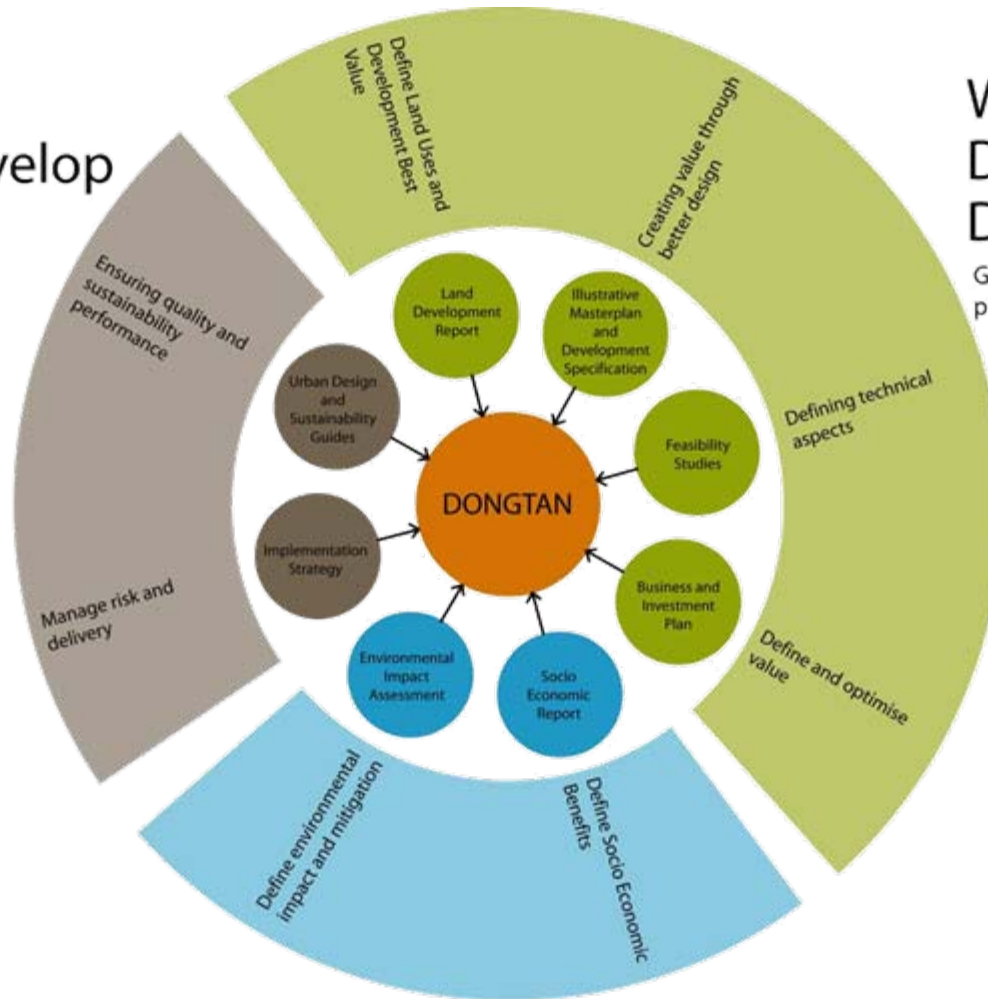 velop
W
D
D
G
p
Define Land Uses and
Development Best
Value
Creating value through
better design
Defining technical
aspects
Define and optimise
value
Define Socio Economic
Benefits
Define environmental
impact and mitigation
Manage risk and
delivery
Ensuring quality and
sustainability
performance
Land
Development
Report
Illustrative
Masterplan
and
Development
Specification
Feasibility
Studies
Business and
Investment
Plan
Socio
Economic
Report
Environmental
Impact
Assessment
Implementation
Strategy
Urban Design
and
Sustainability
Guides
DONGTAN